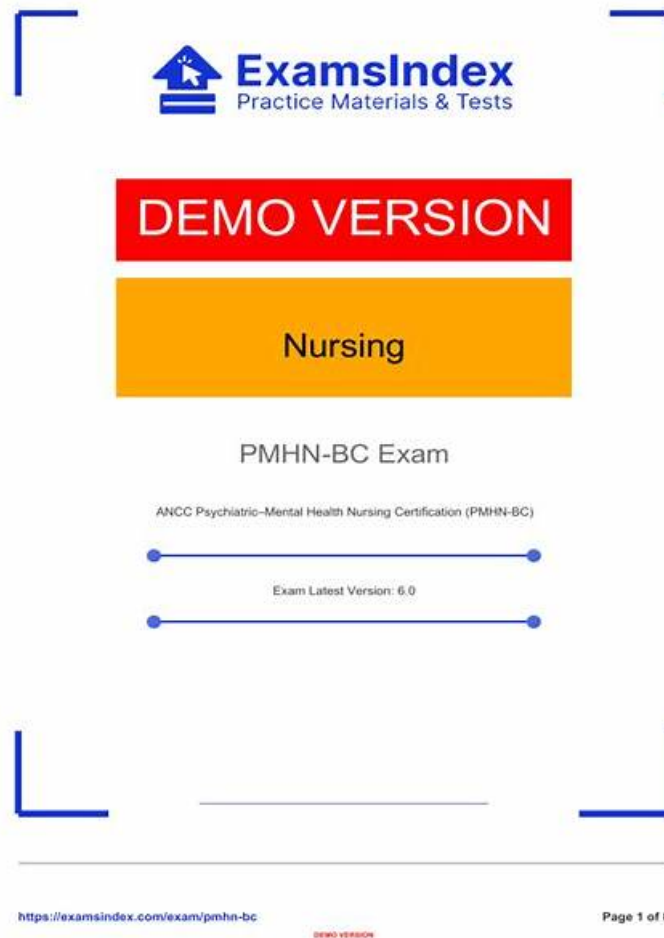 ExamsIndex
Practice Materials & Tests
DEMO VERSION
Nursing
PMHN-BC Exam
ANCC Psychiatric–Mental Health Nursing Certification (PMHN-BC)
Exam Latest Version: 6.0
https://examsindex.com/exam/pmhn-bc
Page 1 of
DEMO VERSION